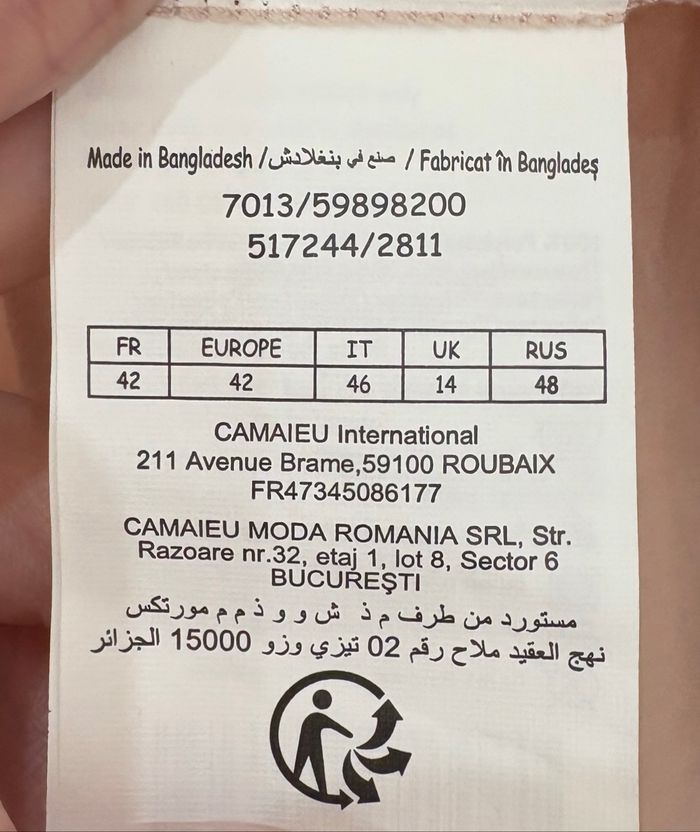 Made in Bangladesh / صنع في بنغلادش / Fabricat în Bangladeș
7013/59898200
517244/2811
FR EUROPE IT UK RUS
42 42 46 14 48
CAMAIEU International
211 Avenue Brame,59100 ROUBAIX
FR47345086177
CAMAIEU MODA ROMANIA SRL, Str.
Razoare nr.32, etaj 1, lot 8, Sector 6
BUCUREŞTI
مستورد من طرف م ذ ش و و ذ م م مورتكس
نهج العقيد ملاح رقم 02 تيزي وزو 15000 الجزائر